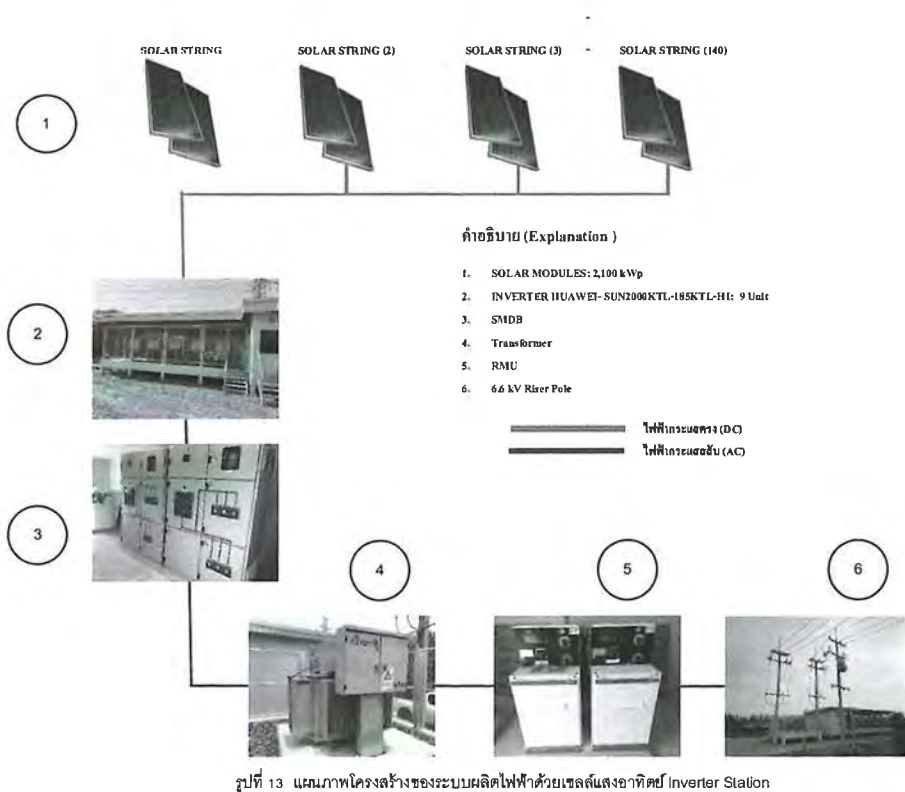 SOLAR STRING
SOLAR STRING (2)
SOLAR STRING (3)
SOLAR STRING (140)
1
คำอธิบาย (Explanation )
1. SOLAR MODULES: 2,100 kWp
2. INVERTER HUAWEI- SUN2000KTL-185KTL-H1: 9 Unit
3. SMDB
4. Transformer
5. RMU
6. 6.6 kV Riser Pole
ไฟฟ้ากระแสตรง (DC)
ไฟฟ้ากระแสสลับ (AC)
2
3
4
5
6
รูปที่ 13 แผนภาพโครงสร้างของระบบผลิตไฟฟ้าด้วยเซลล์แสงอาทิตย์ Inverter Station